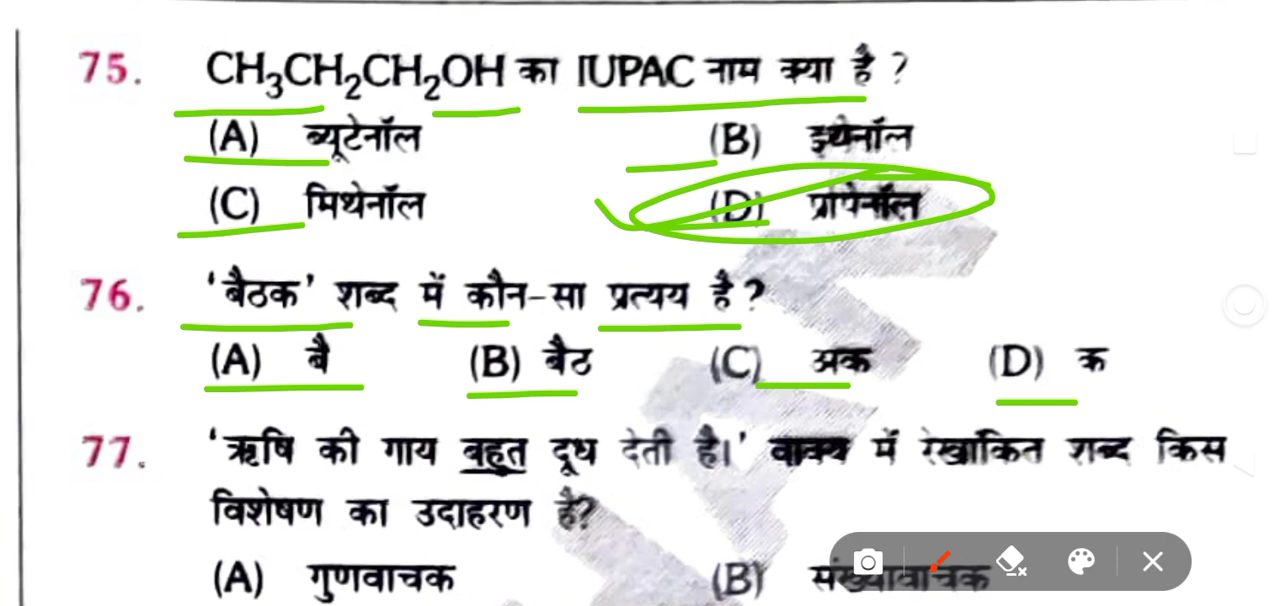 75. CH₃CH₂CH₂OH का IUPAC नाम क्या है ?
(A) ब्यूटेनॉल (B) इथेनॉल
(C) मिथेनॉल (D) प्रोपेनॉल
76. ‘बैठक’ शब्द में कौन-सा प्रत्यय है ?
(A) बै (B) बैठ (C) अक (D) क
77. ‘ऋषि की गाय बहुत दूध देती है।’ वाक्य में रेखांकित शब्द किस
विशेषण का उदाहरण है?
(A) गुणवाचक (B) संख्यावाचक